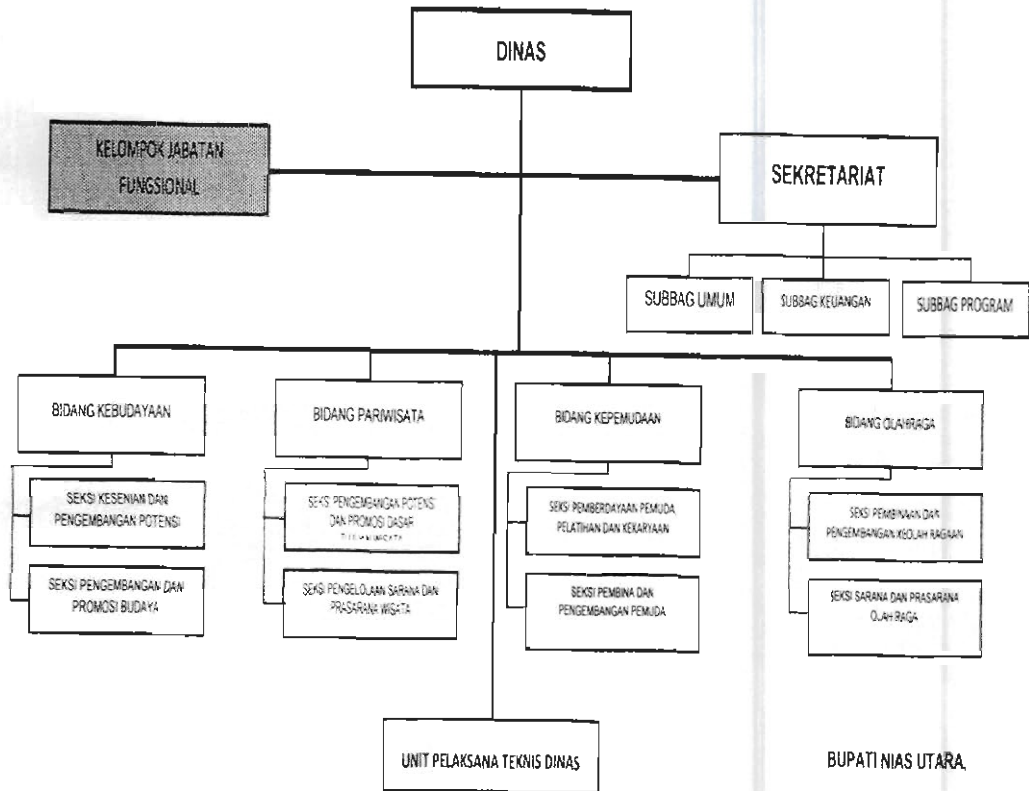 DINAS
KELOMPOK JABATAN
FUNGSIONAL
SEKRETARIAT
SUBBAG UMUM
SUBBAG KEUANGAN
SUBBAG PROGRAM
BIDANG KEBUDAYAAN
BIDANG PARIWISATA
BIDANG KEPEMUDAAN
BIDANG OLAHRAGA
SEKSI KESENIAN DAN
PENGEMBANGAN POTENSI
SEKSI PENGEMBANGAN POTENSI
DAN PROMOSI DASAR
SEKSI PEMBERDAYAAN PEMUDA
PELATIHAN DAN KEKARYAAN
SEKSI PEMBINAAN DAN
PENGEMBANGAN KEOLAH RAGAAN
SEKSI PENGEMBANGAN DAN
PROMOSI BUDAYA
SEKSI PENGELOLAAN SARANA DAN
PRASARANA WISATA
SEKSI PEMBINA DAN
PENGEMBANGAN PEMUDA
SEKSI SARANA DAN PRASARANA
OLAH RAGA
UNIT PELAKSANA TEKNIS DINAS
BUPATI NIAS UTARA,